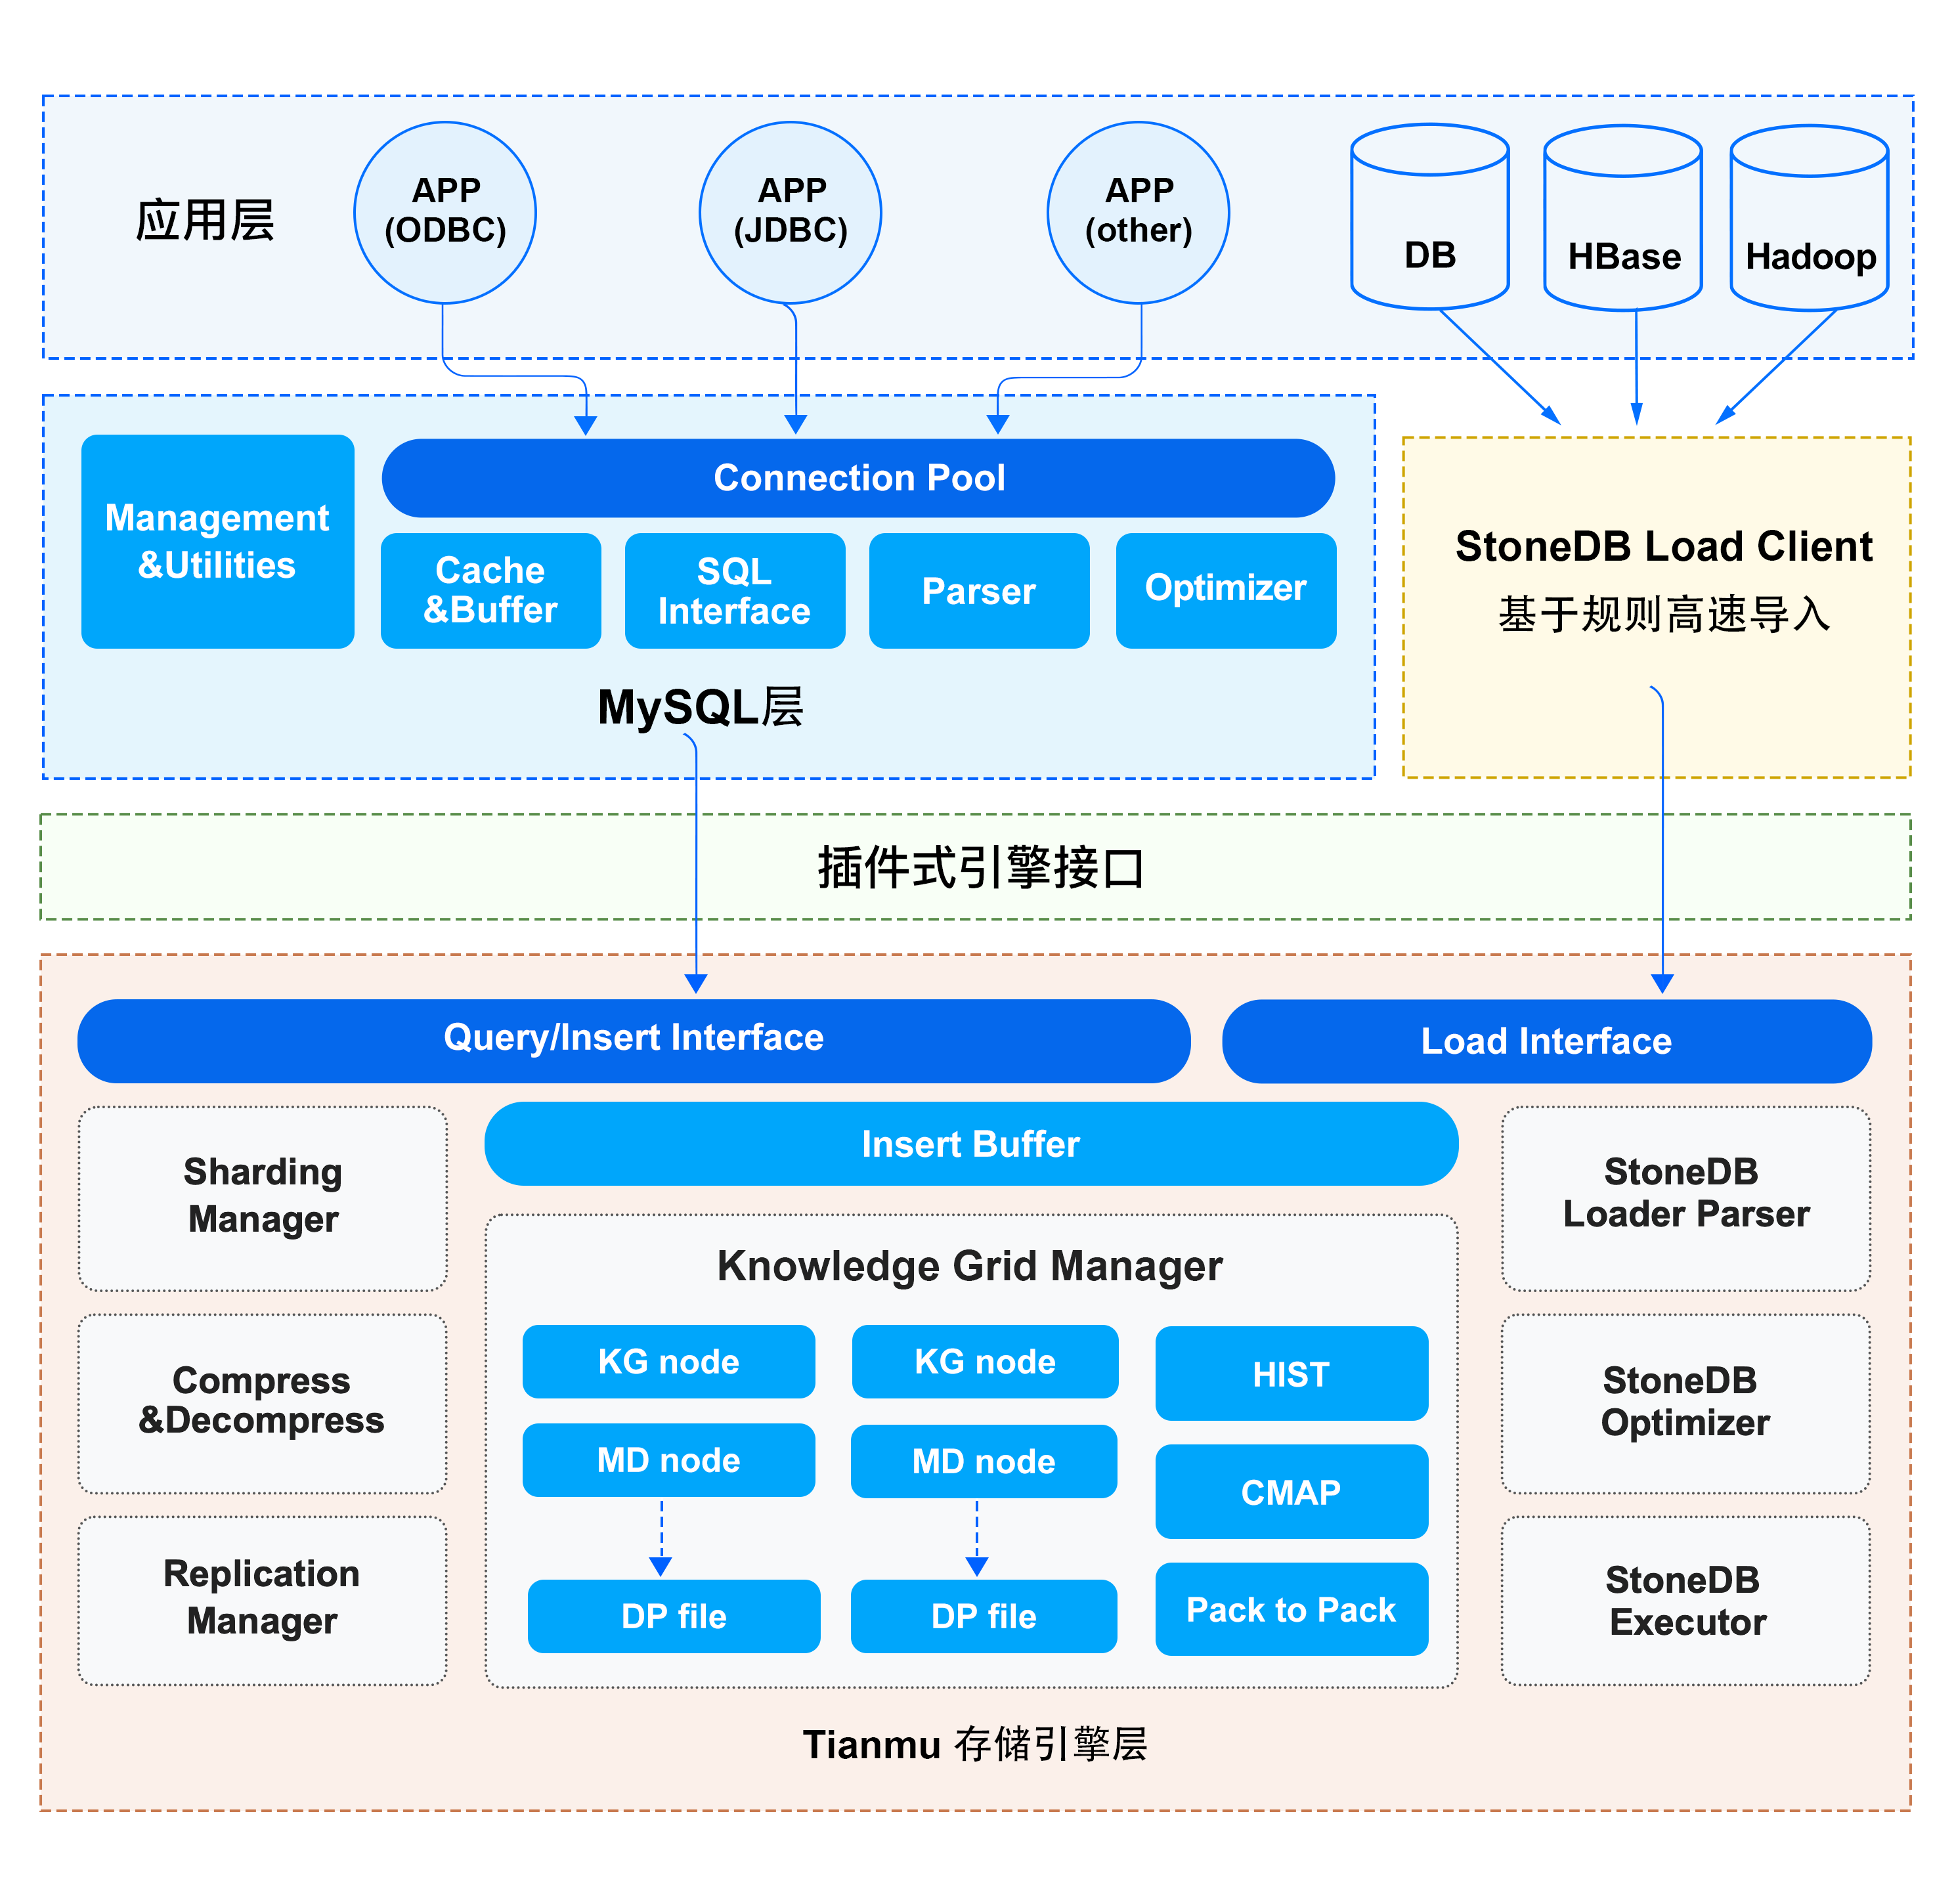 应用层
APP
(ODBC)
APP
(JDBC)
APP
(other)
DB
HBase
Hadoop
Management
&Utilities
Connection Pool
Cache
&Buffer
SQL
Interface
Parser
Optimizer
MySQL层
StoneDB Load Client
基于规则高速导入
插件式引擎接口
Query/Insert Interface
Load Interface
Sharding
Manager
Compress
&Decompress
Replication
Manager
Insert Buffer
Knowledge Grid Manager
KG node
KG node
HIST
MD node
MD node
CMAP
DP file
DP file
Pack to Pack
StoneDB
Loader Parser
StoneDB
Optimizer
StoneDB
Executor
Tianmu 存储引擎层